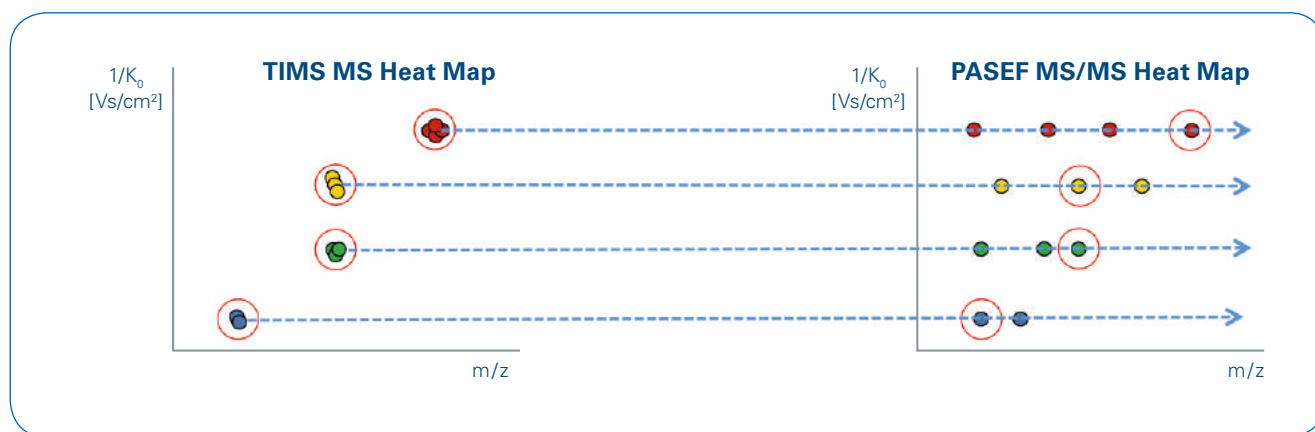 TIMS MS Heat Map
1/K₀
[Vs/cm²]
m/z
PASEF MS/MS Heat Map
1/K₀
[Vs/cm²]
m/z